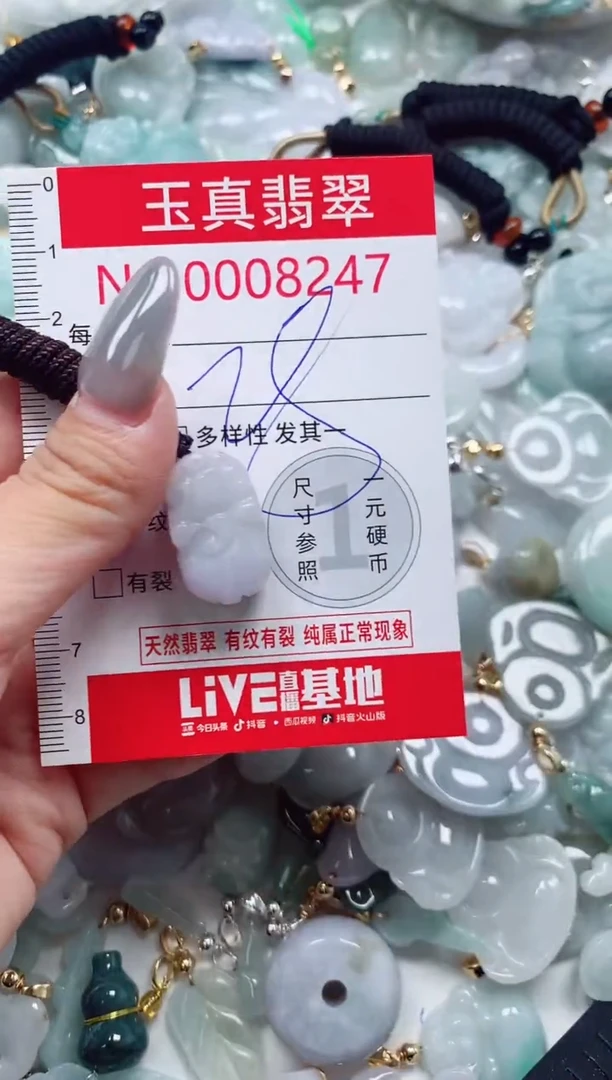 玉真翡翠
0008247
每
多样性 发其一
纹
有裂
尺寸参照
一元硬币
1
天然翡翠 有纹有裂 纯属正常现象
LiVE直播基地
今日头条 抖音 • 西瓜视频 抖音火山版
0
1
2
7
8